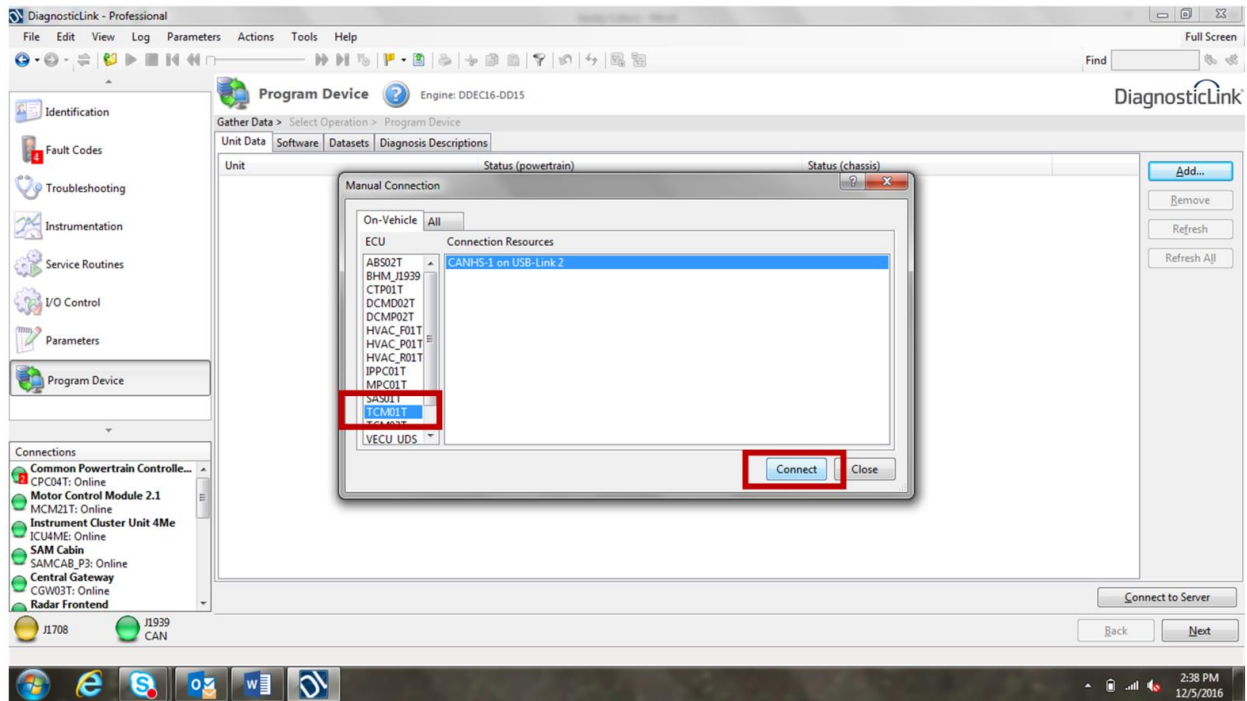 DiagnosticLink - Professional
File Edit View Log Parameters Actions Tools Help
Full Screen
Find
Program Device ? Engine: DDEC16-DD15
DiagnosticLink
Gather Data > Select Operation > Program Device
Unit Data Software Datasets Diagnosis Descriptions
Unit Status (powertrain) Status (chassis)
Identification
4 Fault Codes
Troubleshooting
Instrumentation
Service Routines
I/O Control
Parameters
Program Device
Add...
Remove
Refresh
Refresh All
Manual Connection
On-Vehicle All
ECU Connection Resources
ABS02T
BHM_J1939
CTP01T
DCMD02T
DCMP02T
HVAC_F01T
HVAC_P01T
HVAC_R01T
IPPC01T
MPC01T
SAS01T
TCM01T
VECU_UDS
CANHS-1 on USB-Link 2
Connect Close
Connections
Common Powertrain Controlle...
2 CPC04T: Online
Motor Control Module 2.1
MCM21T: Online
Instrument Cluster Unit 4Me
ICU4ME: Online
SAM Cabin
SAMCAB_P3: Online
Central Gateway
CGW03T: Online
Radar Frontend
Connect to Server
J1708 J1939
CAN
Back Next
2:38 PM
12/5/2016